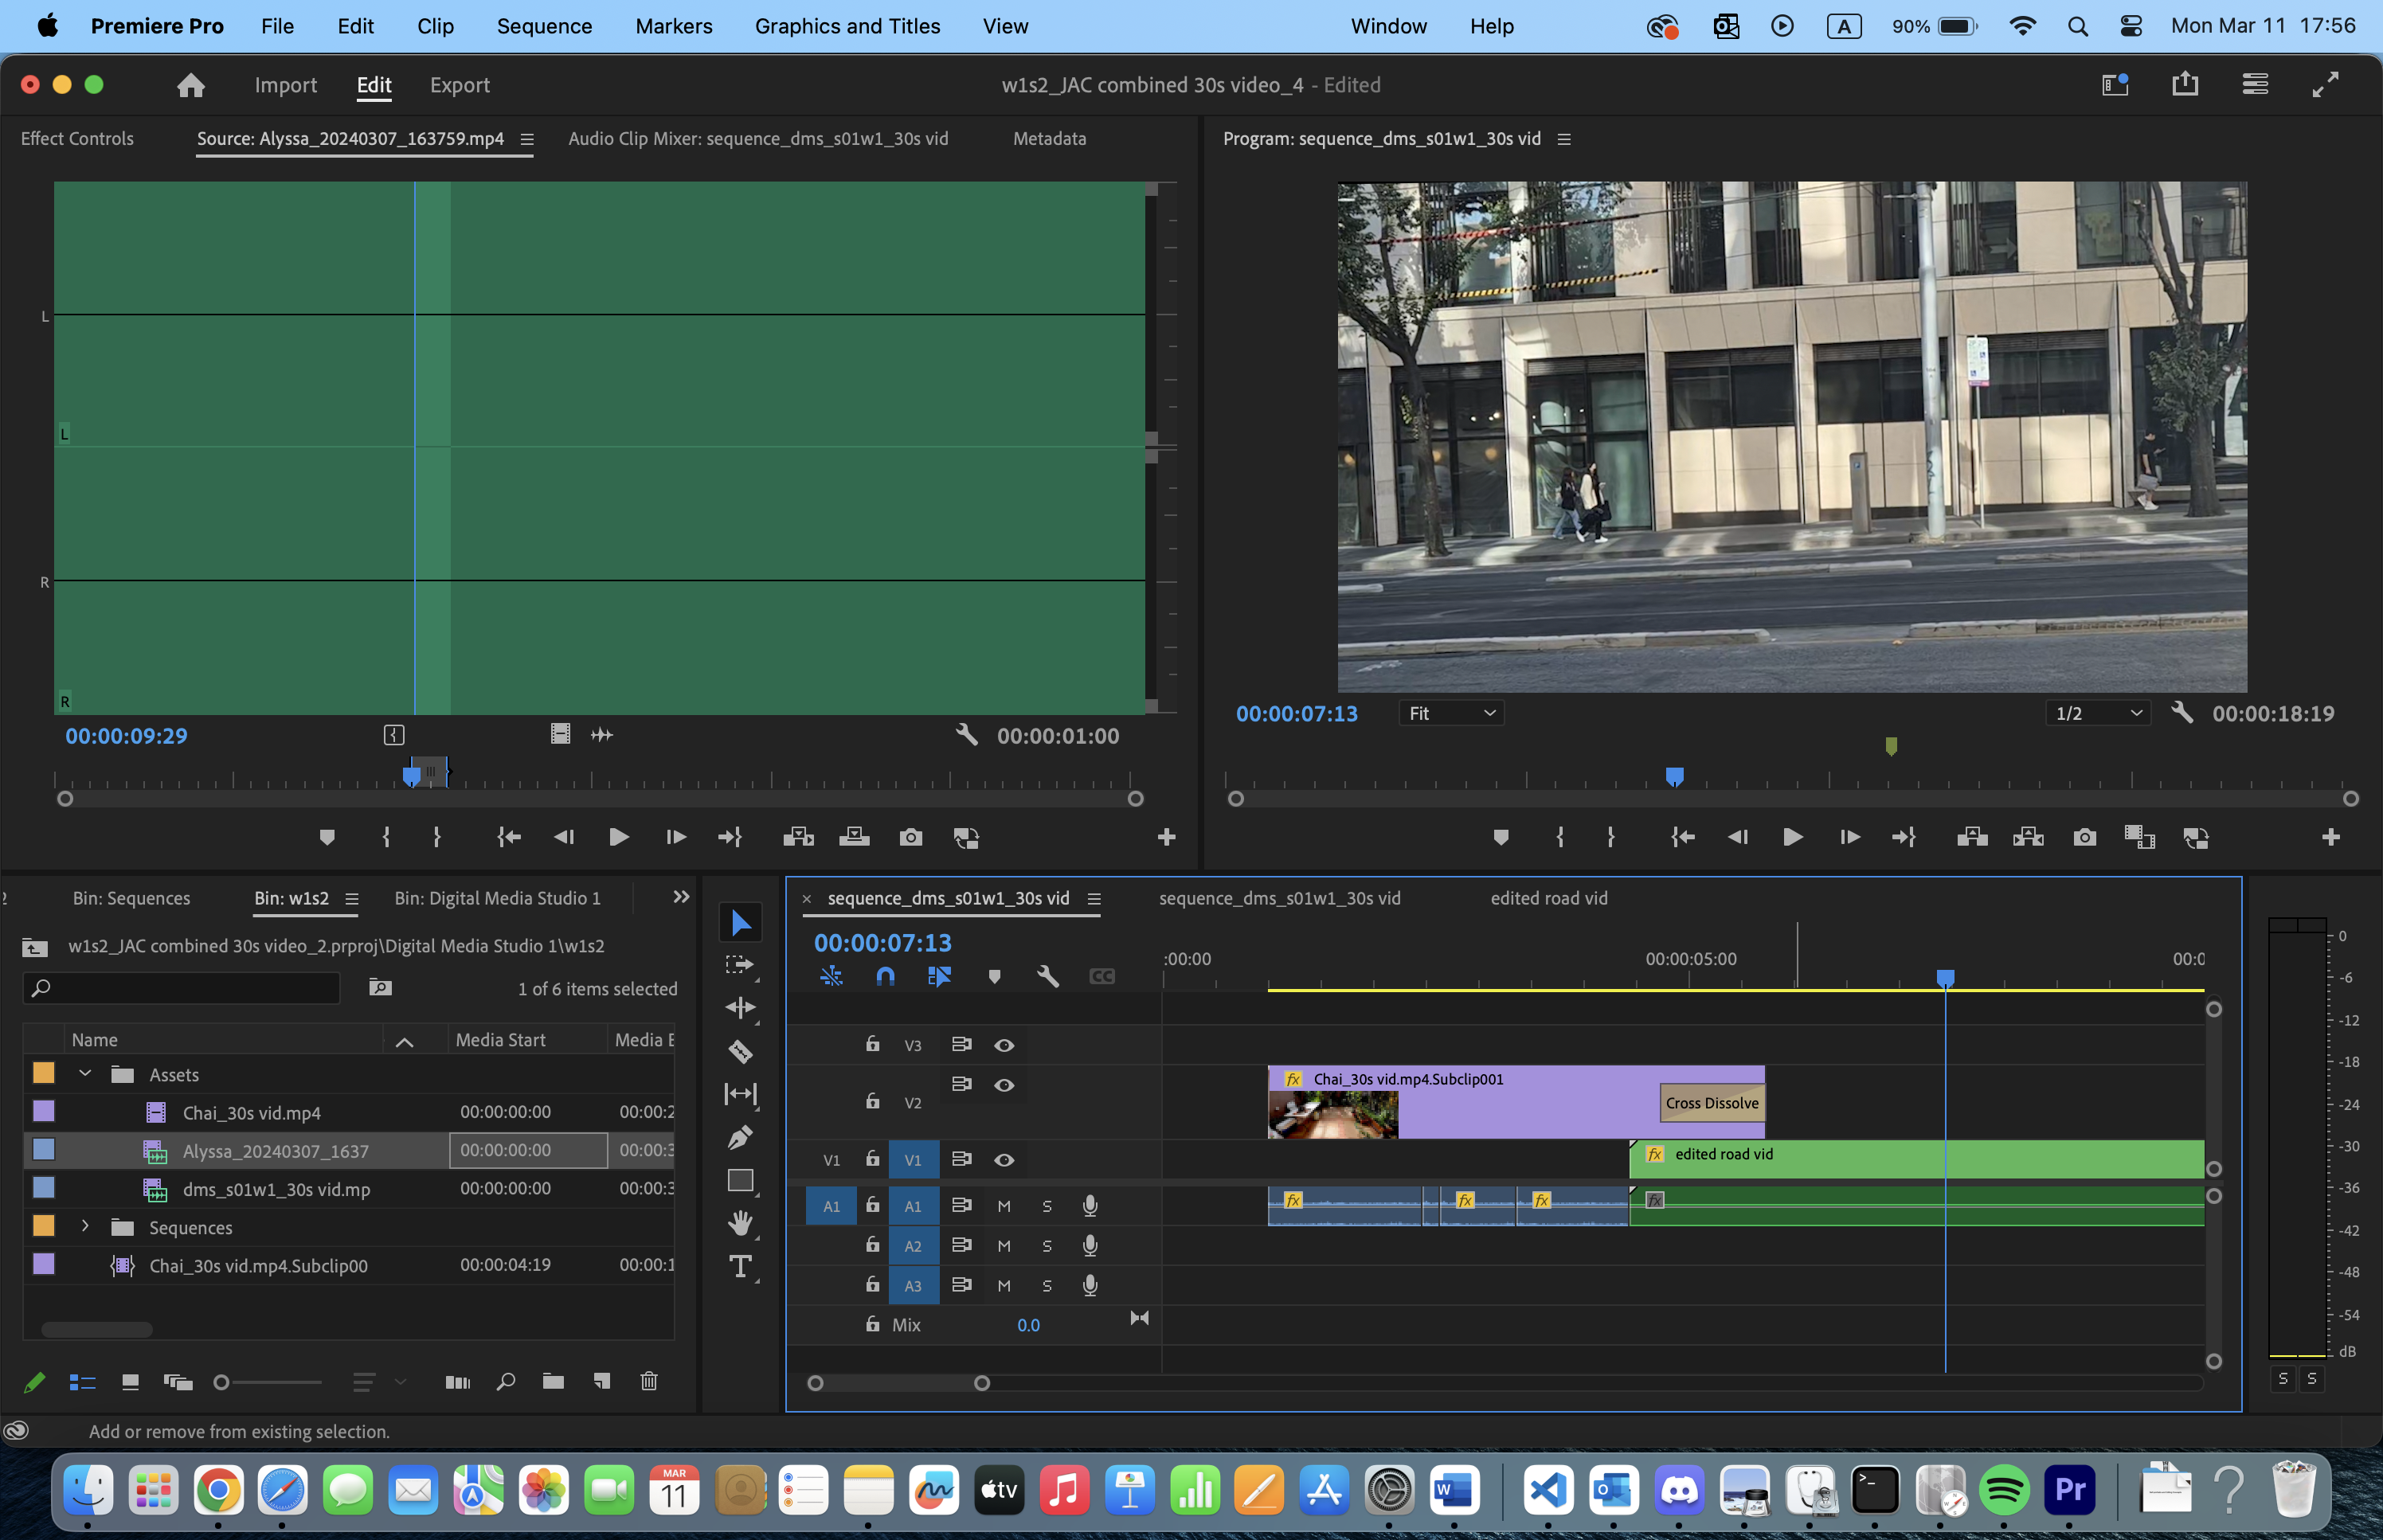 Premiere Pro File Edit Clip Sequence Markers Graphics and Titles View Window Help A 90% Mon Mar 11 17:56
Import Edit Export w1s2_JAC combined 30s video_4 - Edited
Effect Controls Source: Alyssa_20240307_163759.mp4 Audio Clip Mixer: sequence_dms_s01w1_30s vid Metadata
Program: sequence_dms_s01w1_30s vid
L
L
R
R
00:00:09:29 00:00:01:00
00:00:07:13 Fit 1/2 00:00:18:19
Bin: Sequences Bin: w1s2 Bin: Digital Media Studio 1
w1s2_JAC combined 30s video_2.prproj\Digital Media Studio 1\w1s2
1 of 6 items selected
Name Media Start Media E
Assets
Chai_30s vid.mp4 00:00:00:00 00:00:2
Alyssa_20240307_1637 00:00:00:00 00:00:3
dms_s01w1_30s vid.mp 00:00:00:00 00:00:3
Sequences
Chai_30s vid.mp4.Subclip00 00:00:04:19 00:00:1
T
sequence_dms_s01w1_30s vid sequence_dms_s01w1_30s vid edited road vid
00:00:07:13
CC
:00:00 00:00:05:00 00:0
V3
V2 fx Chai_30s vid.mp4.Subclip001 Cross Dissolve
V1 V1 fx edited road vid
A1 A1 M S fx fx fx fx
A2 M S
A3 M S
Mix 0.0
0
-6
-12
-18
-24
-30
-36
-42
-48
-54
dB
S S
Add or remove from existing selection.
MAR
11
tv
W
Pr